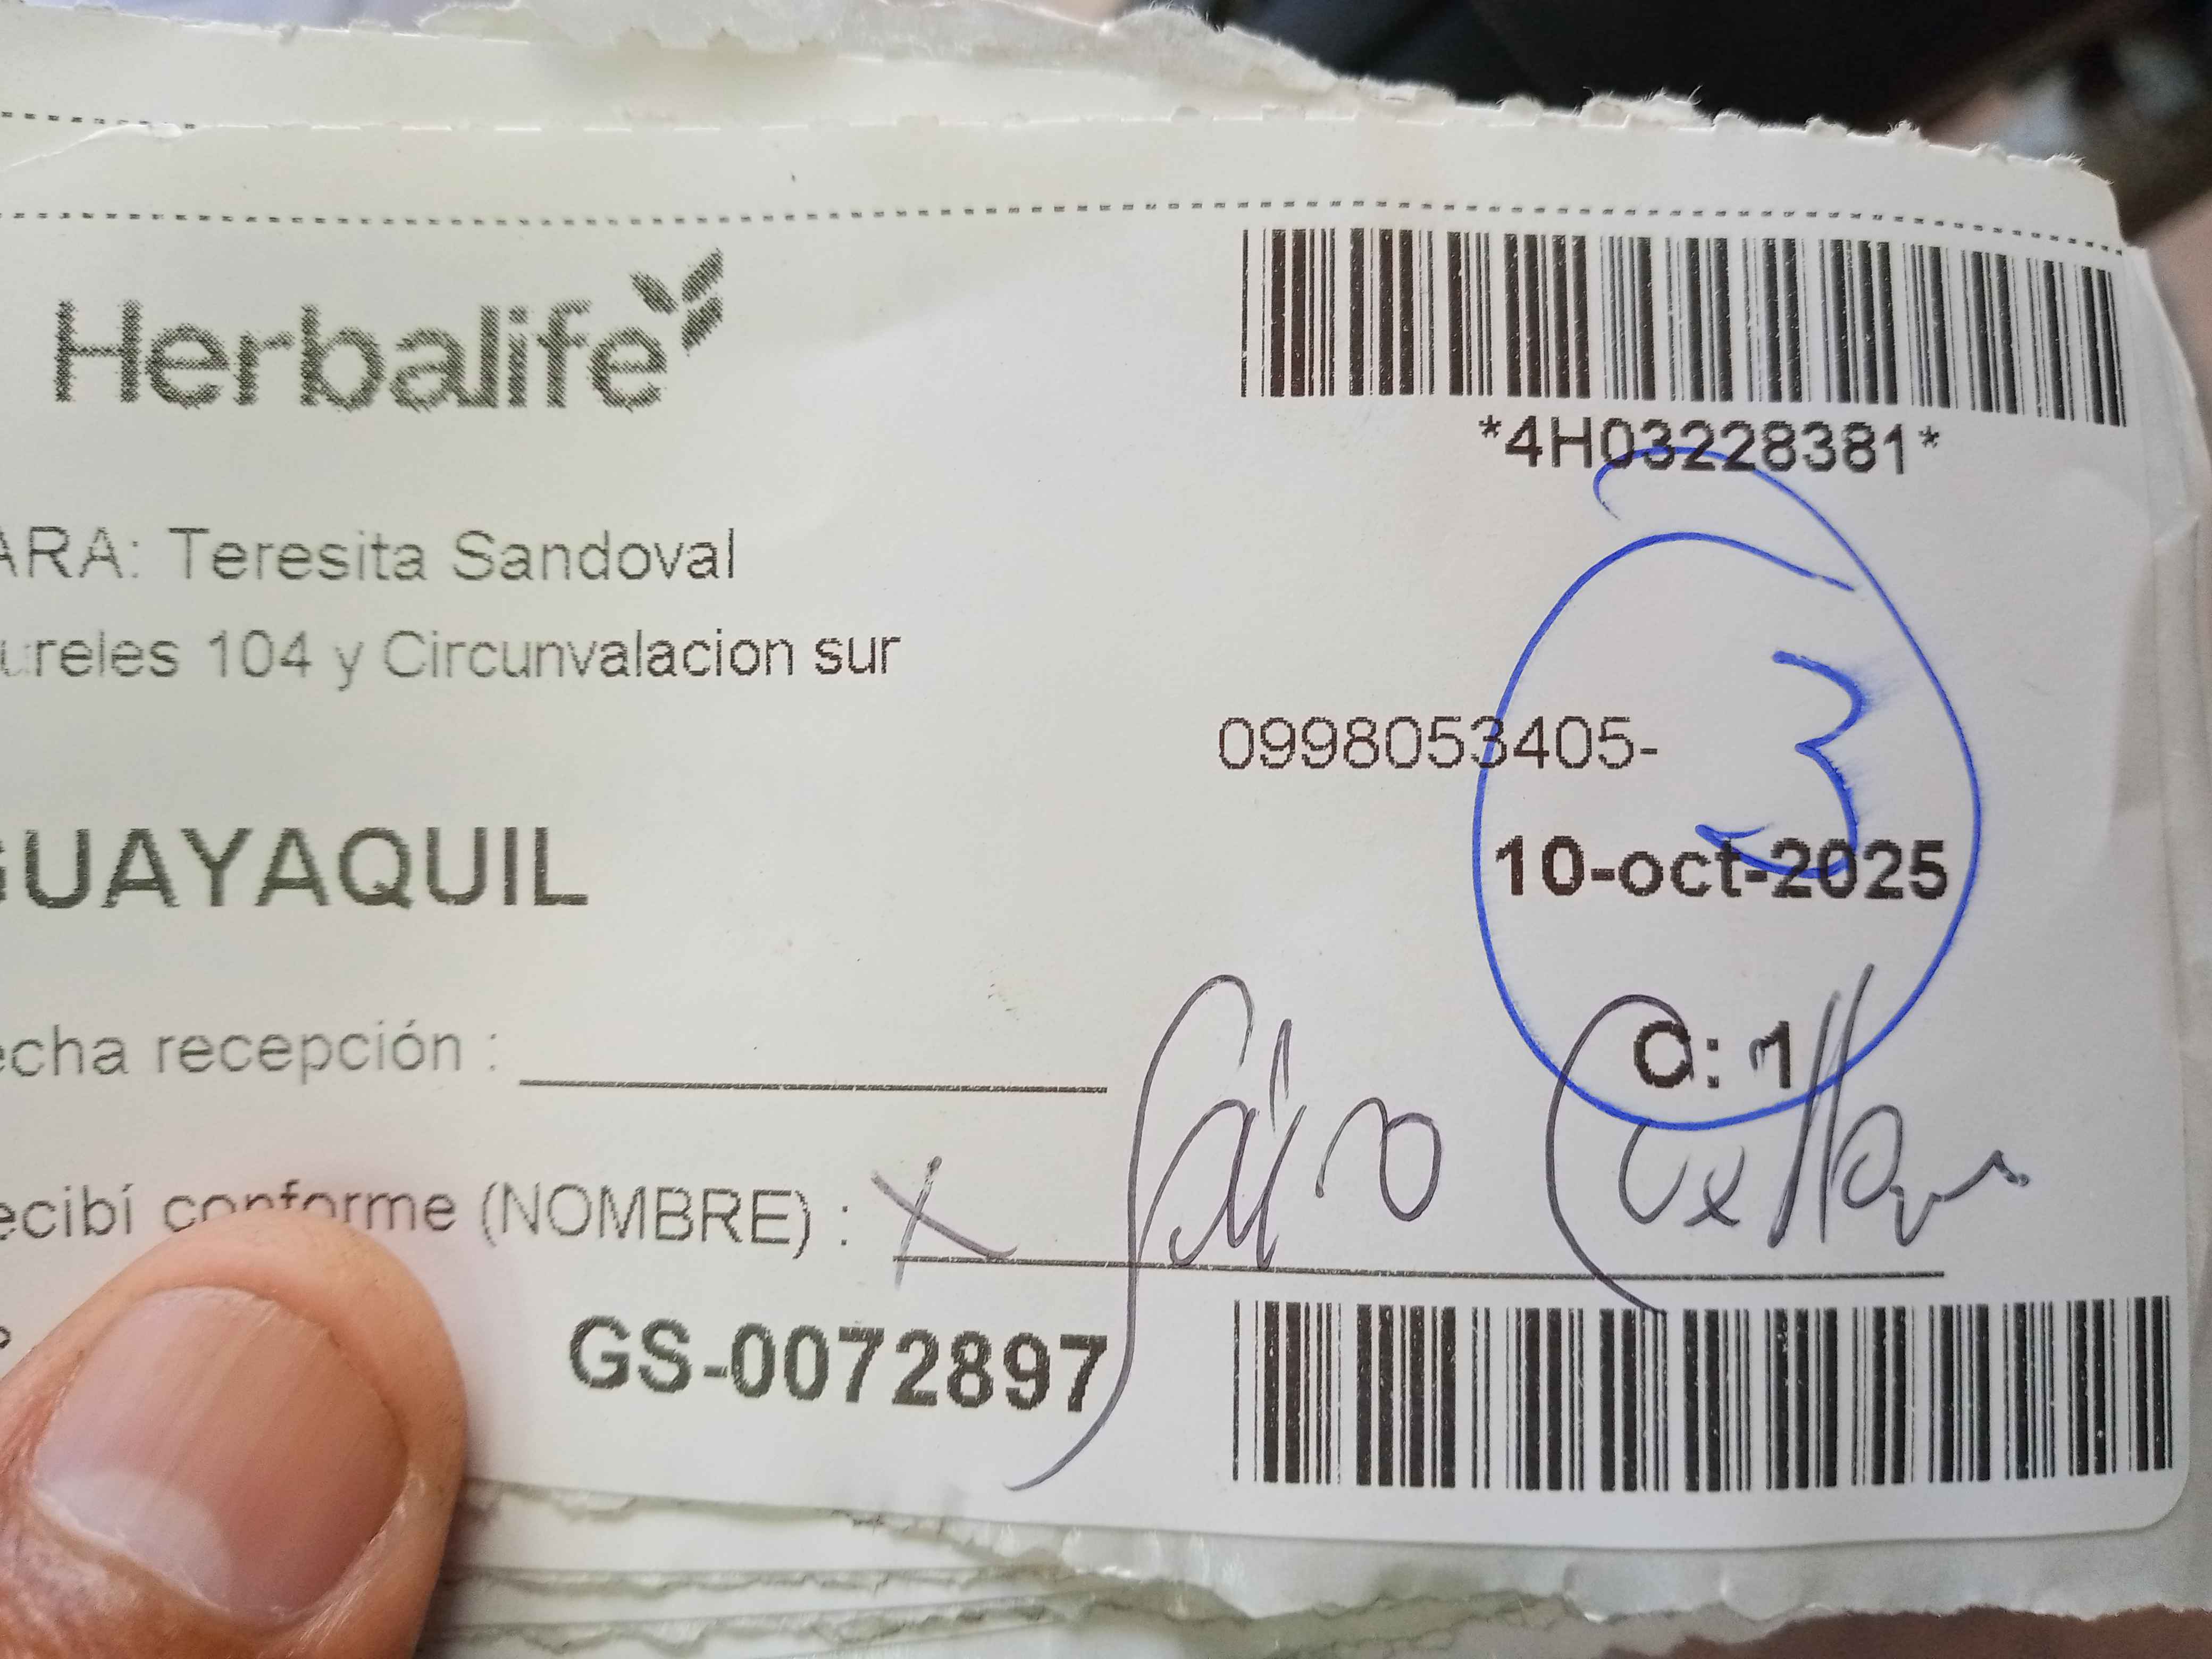 Herbalife
*4H03228381*
ARA: Teresita Sandoval
ureles 104 y Circunvalacion sur
0998053405-
3
GUAYAQUIL
10-oct-2025
echa recepción :
C: 1
ecibí conforme (NOMBRE) : x
GS-0072897